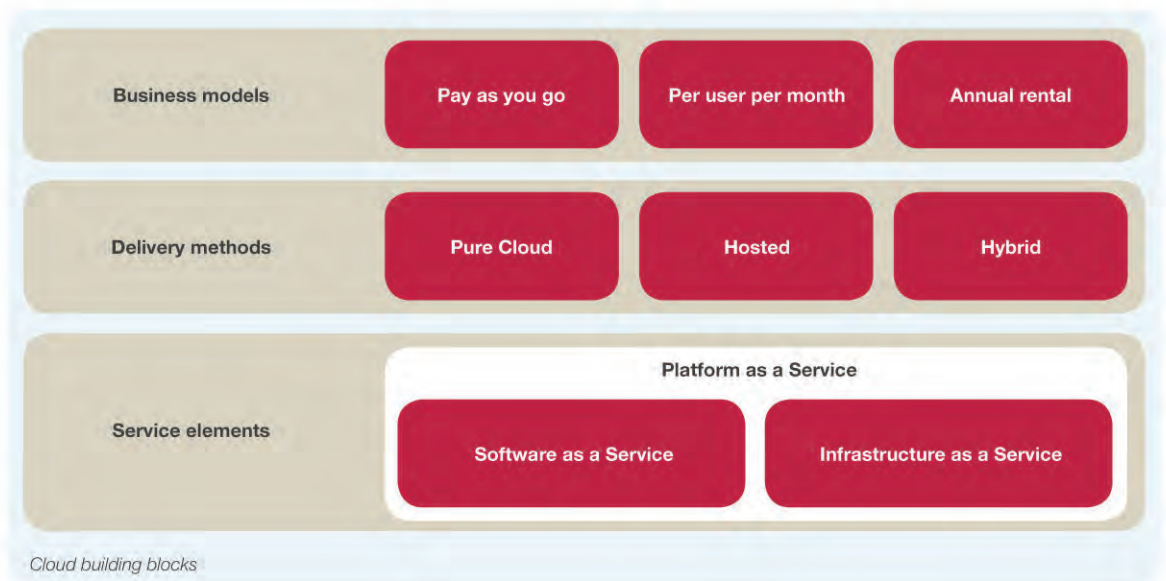 Business models
Pay as you go
Per user per month
Annual rental
Delivery methods
Pure Cloud
Hosted
Hybrid
Service elements
Platform as a Service
Software as a Service
Infrastructure as a Service
Cloud building blocks